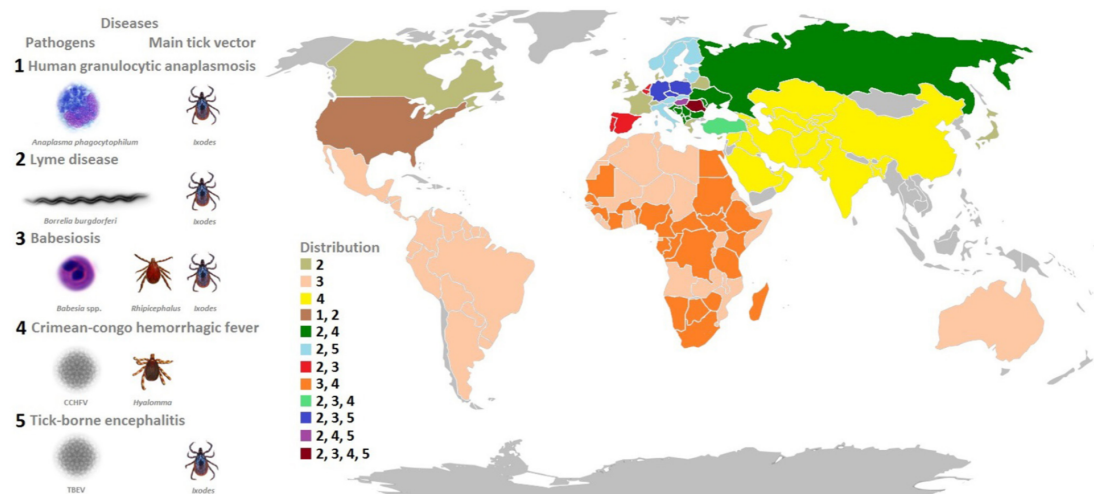 Diseases
Pathogens Main tick vector
1 Human granulocytic anaplasmosis
Anaplasma phagocytophilum Ixodes
2 Lyme disease
Borrelia burgdorferi Ixodes
3 Babesiosis
Babesia spp. Rhipicephalus Ixodes
4 Crimean-congo hemorrhagic fever
CCHFV Hyalomma
5 Tick-borne encephalitis
TBEV Ixodes
Distribution
2
3
4
1, 2
2, 4
2, 5
2, 3
3, 4
2, 3, 4
2, 3, 5
2, 4, 5
2, 3, 4, 5